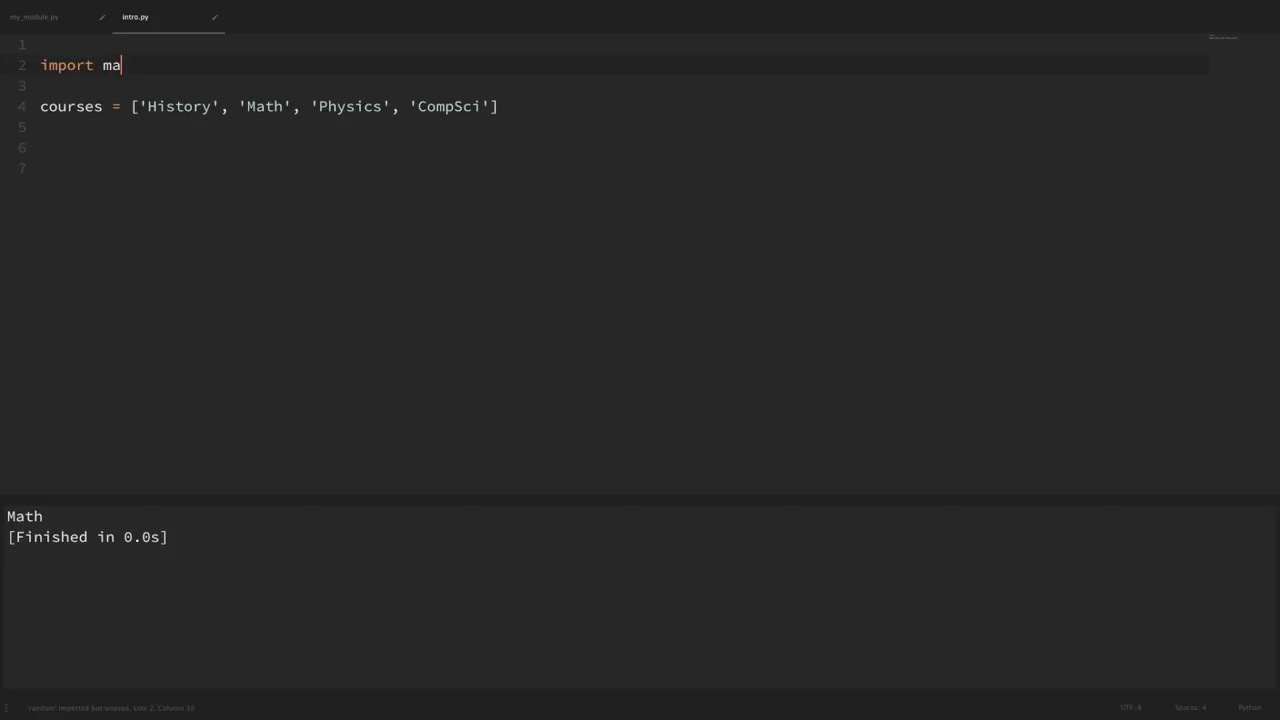 my_module.py
intro.py
1
2 import ma
3
4 courses = ['History', 'Math', 'Physics', 'CompSci']
5
6
7
Math
[Finished in 0.0s]
'random' imported but unused, Line 2, Column 10
UTF-8
Spaces: 4
Python